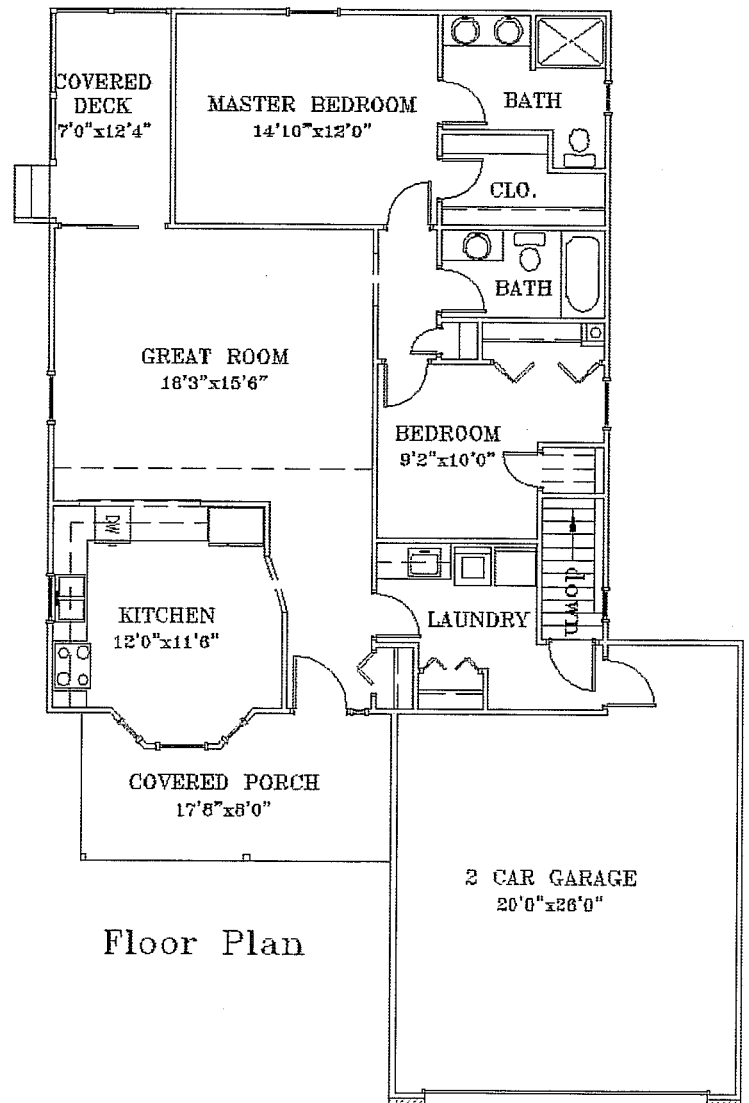 COVERED
DECK
7'0"x12'4"
MASTER BEDROOM
14'10"x12'0"
BATH
CLO.
BATH
GREAT ROOM
18'3"x15'6"
BEDROOM
9'2"x10'0"
DW
KITCHEN
12'0"x11'6"
LAUNDRY
down
COVERED PORCH
17'8"x8'0"
2 CAR GARAGE
20'0"x26'0"
Floor Plan